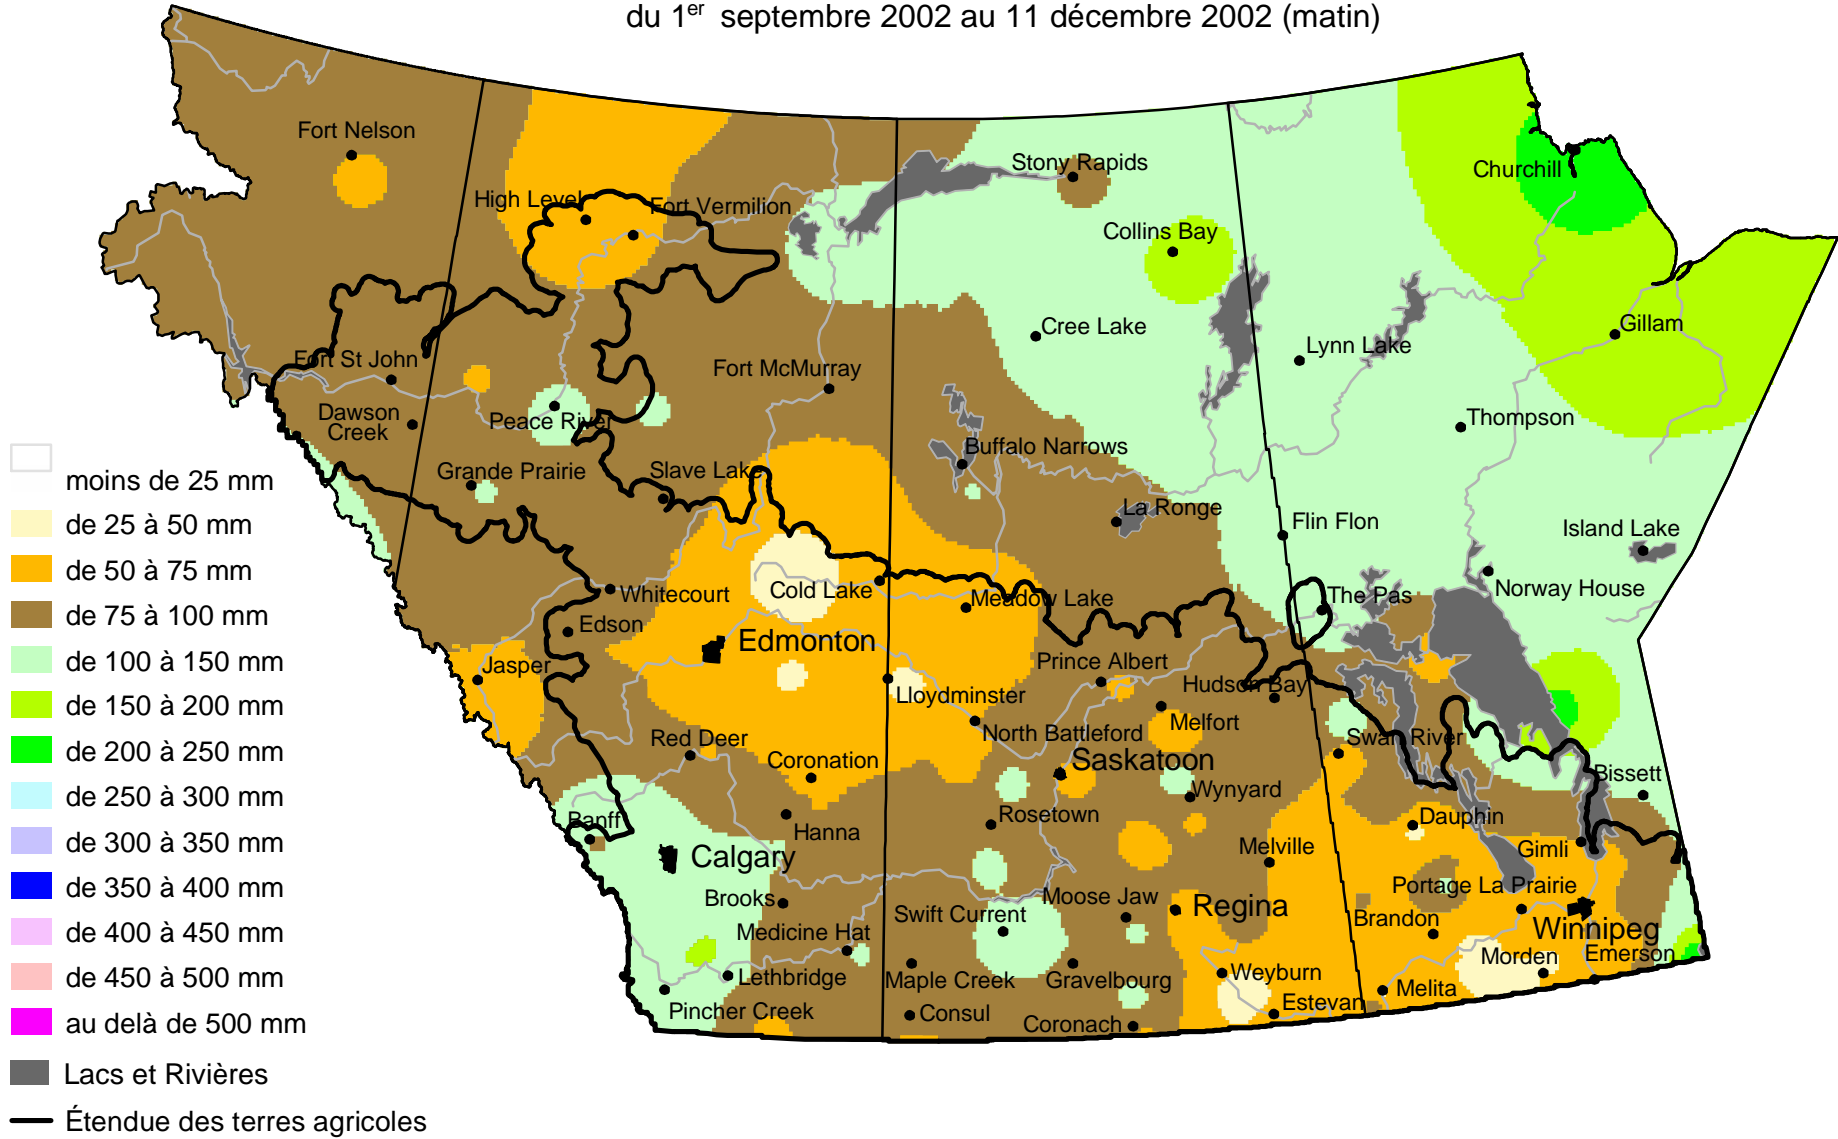 du 1er septembre 2002 au 11 décembre 2002 (matin)
Fort Nelson
High Level
Fort Vermilion
Stony Rapids
Churchill
Collins Bay
Cree Lake
Gillam
Lynn Lake
Fort St John
Fort McMurray
Dawson
Creek
Peace River
Thompson
Buffalo Narrows
Grande Prairie
Slave Lake
La Ronge
Flin Flon
Island Lake
Whitecourt
Cold Lake
Meadow Lake
The Pas
Norway House
Edson
Edmonton
Jasper
Prince Albert
Hudson Bay
Lloydminster
Melfort
North Battleford
Red Deer
Swan River
Coronation
Saskatoon
Bissett
Wynyard
Banff
Hanna
Rosetown
Dauphin
Calgary
Melville
Gimli
Brooks
Moose Jaw
Portage La Prairie
Swift Current
Regina
Brandon
Winnipeg
Medicine Hat
Morden
Emerson
Lethbridge
Maple Creek
Gravelbourg
Weyburn
Melita
Pincher Creek
Consul
Coronach
Estevan
moins de 25 mm
de 25 à 50 mm
de 50 à 75 mm
de 75 à 100 mm
de 100 à 150 mm
de 150 à 200 mm
de 200 à 250 mm
de 250 à 300 mm
de 300 à 350 mm
de 350 à 400 mm
de 400 à 450 mm
de 450 à 500 mm
au delà de 500 mm
Lacs et Rivières
Étendue des terres agricoles